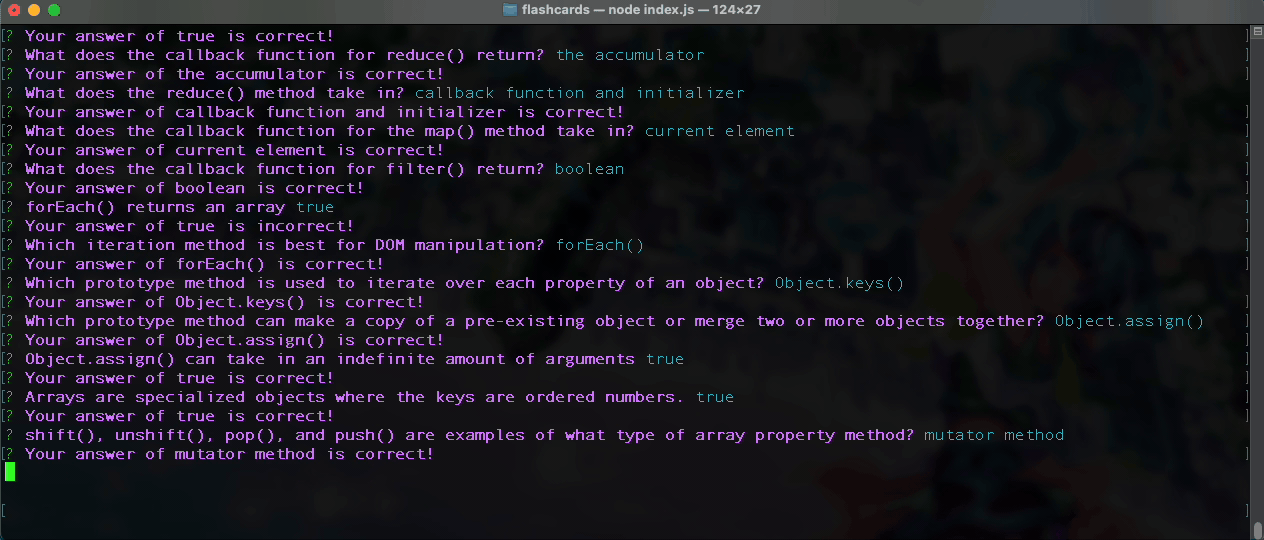 flashcards — node index.js — 124×27
[? Your answer of true is correct! ]
[? What does the callback function for reduce() return? the accumulator
[? Your answer of the accumulator is correct! ]
? What does the reduce() method take in? callback function and initializer
[? Your answer of callback function and initializer is correct! ]
[? What does the callback function for the map() method take in? current element ]
[? Your answer of current element is correct! ]
[? What does the callback function for filter() return? boolean ]
[? Your answer of boolean is correct! ]
[? forEach() returns an array true ]
[? Your answer of true is incorrect! ]
[? Which iteration method is best for DOM manipulation? forEach() ]
[? Your answer of forEach() is correct! ]
? Which prototype method is used to iterate over each property of an object? Object.keys()
[? Your answer of Object.keys() is correct! ]
[? Which prototype method can make a copy of a pre-existing object or merge two or more objects together? Object.assign() ]
[? Your answer of Object.assign() is correct! ]
[? Object.assign() can take in an indefinite amount of arguments true ]
[? Your answer of true is correct! ]
[? Arrays are specialized objects where the keys are ordered numbers. true ]
[? Your answer of true is correct! ]
? shift(), unshift(), pop(), and push() are examples of what type of array property method? mutator method
[? Your answer of mutator method is correct! ]
[ ]